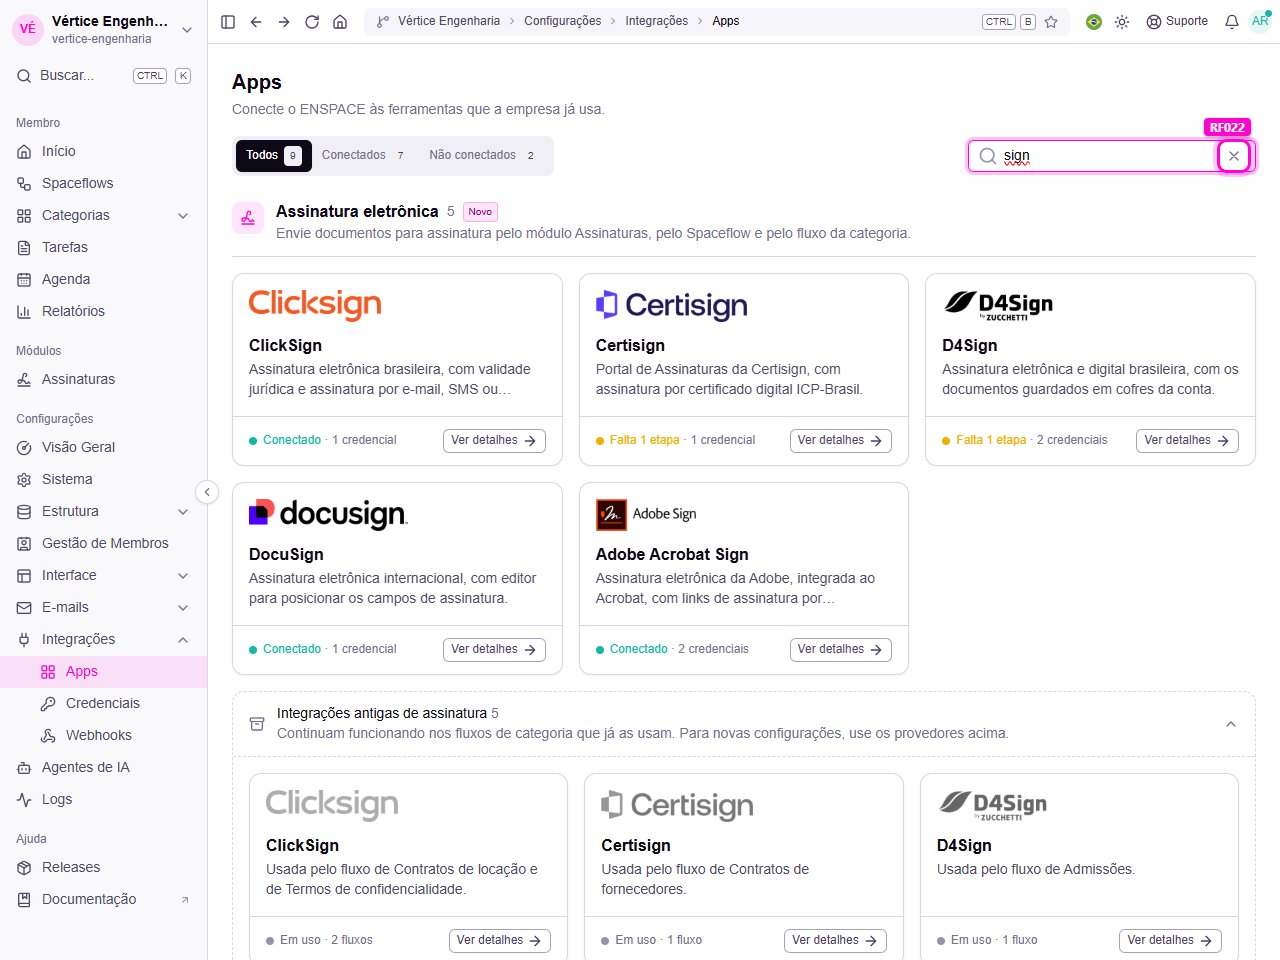 VÉ
Vértice Engenh...
vertice-engenharia
Buscar...
CTRL K
Membro
Início
Spaceflows
Categorias
Tarefas
Agenda
Relatórios
Módulos
Assinaturas
Configurações
Visão Geral
Sistema
Estrutura
Gestão de Membros
Interface
E-mails
Integrações
Apps
Credenciais
Webhooks
Agentes de IA
Logs
Ajuda
Releases
Documentação
Vértice Engenharia > Configurações > Integrações > Apps
CTRL B
Suporte
AR
Apps
Conecte o ENSPACE às ferramentas que a empresa já usa.
Todos 9 Conectados 7 Não conectados 2
RF022
sign
Assinatura eletrônica 5 Novo
Envie documentos para assinatura pelo módulo Assinaturas, pelo Spaceflow e pelo fluxo da categoria.
Clicksign
ClickSign
Assinatura eletrônica brasileira, com validade
jurídica e assinatura por e-mail, SMS ou...
Conectado · 1 credencial
Ver detalhes
Certisign
Certisign
Portal de Assinaturas da Certisign, com
assinatura por certificado digital ICP-Brasil.
Falta 1 etapa · 1 credencial
Ver detalhes
D4Sign
by ZUCCHETTI
D4Sign
Assinatura eletrônica e digital brasileira, com os
documentos guardados em cofres da conta.
Falta 1 etapa · 2 credenciais
Ver detalhes
docusign
DocuSign
Assinatura eletrônica internacional, com editor
para posicionar os campos de assinatura.
Conectado · 1 credencial
Ver detalhes
Adobe Sign
Adobe Acrobat Sign
Assinatura eletrônica da Adobe, integrada ao
Acrobat, com links de assinatura por...
Conectado · 2 credenciais
Ver detalhes
Integrações antigas de assinatura 5
Continuam funcionando nos fluxos de categoria que já as usam. Para novas configurações, use os provedores acima.
Clicksign
ClickSign
Usada pelo fluxo de Contratos de locação e
de Termos de confidencialidade.
Em uso · 2 fluxos
Ver detalhes
Certisign
Certisign
Usada pelo fluxo de Contratos de
fornecedores.
Em uso · 1 fluxo
Ver detalhes
D4Sign
by ZUCCHETTI
D4Sign
Usada pelo fluxo de Admissões.
Em uso · 1 fluxo
Ver detalhes